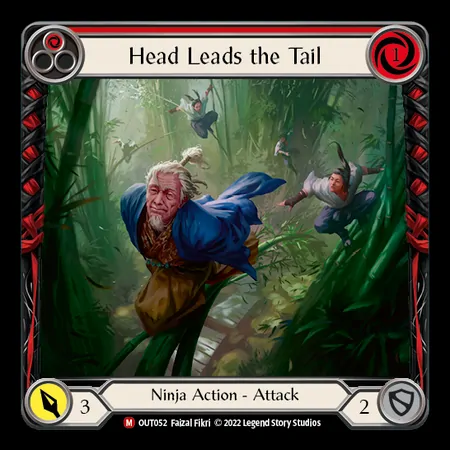 Head Leads the Tail
1
3
Ninja Action - Attack
2
M OUT052 Faizal Fikri © 2022 Legend Story Studios